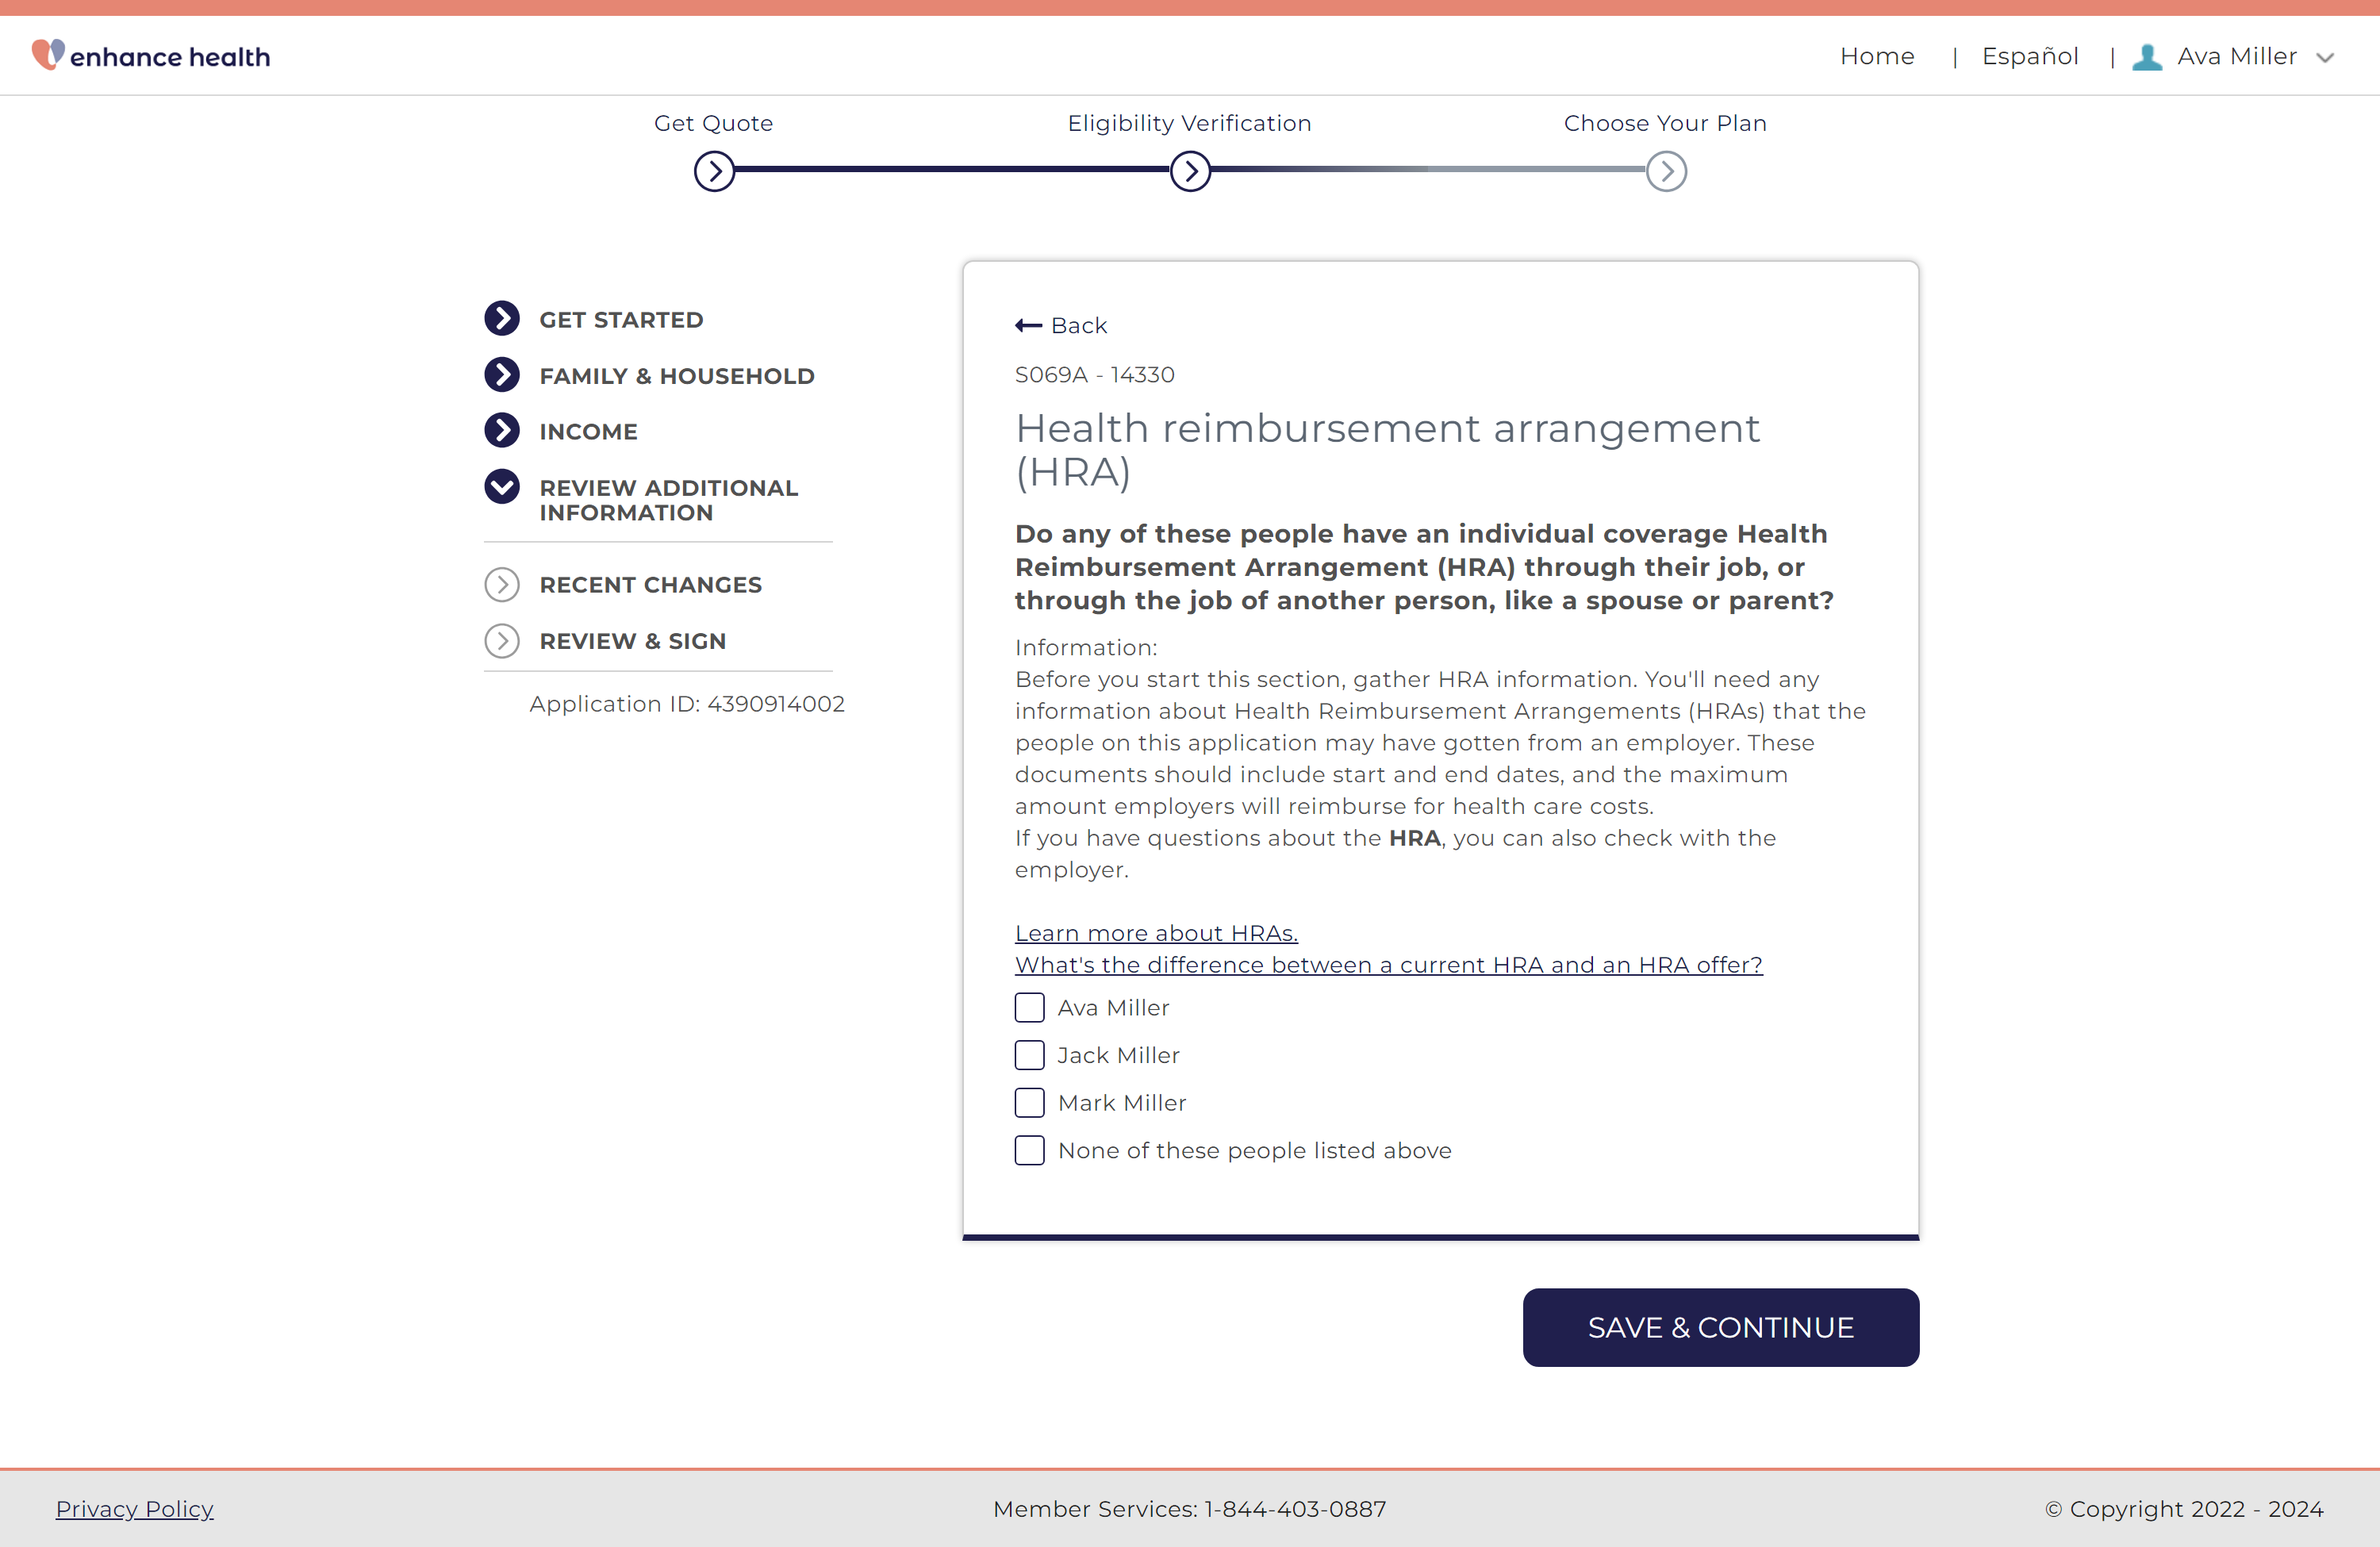 enhance health
Home | Español | Ava Miller
Get Quote
Eligibility Verification
Choose Your Plan
GET STARTED
FAMILY & HOUSEHOLD
INCOME
REVIEW ADDITIONAL
INFORMATION
RECENT CHANGES
REVIEW & SIGN
Application ID: 4390914002
Back
S069A - 14330
Health reimbursement arrangement
(HRA)
Do any of these people have an individual coverage Health
Reimbursement Arrangement (HRA) through their job, or
through the job of another person, like a spouse or parent?
Information:
Before you start this section, gather HRA information. You'll need any
information about Health Reimbursement Arrangements (HRAs) that the
people on this application may have gotten from an employer. These
documents should include start and end dates, and the maximum
amount employers will reimburse for health care costs.
If you have questions about the HRA, you can also check with the
employer.
Learn more about HRAs.
What's the difference between a current HRA and an HRA offer?
Ava Miller
Jack Miller
Mark Miller
None of these people listed above
SAVE & CONTINUE
Privacy Policy
Member Services: 1-844-403-0887
© Copyright 2022 - 2024